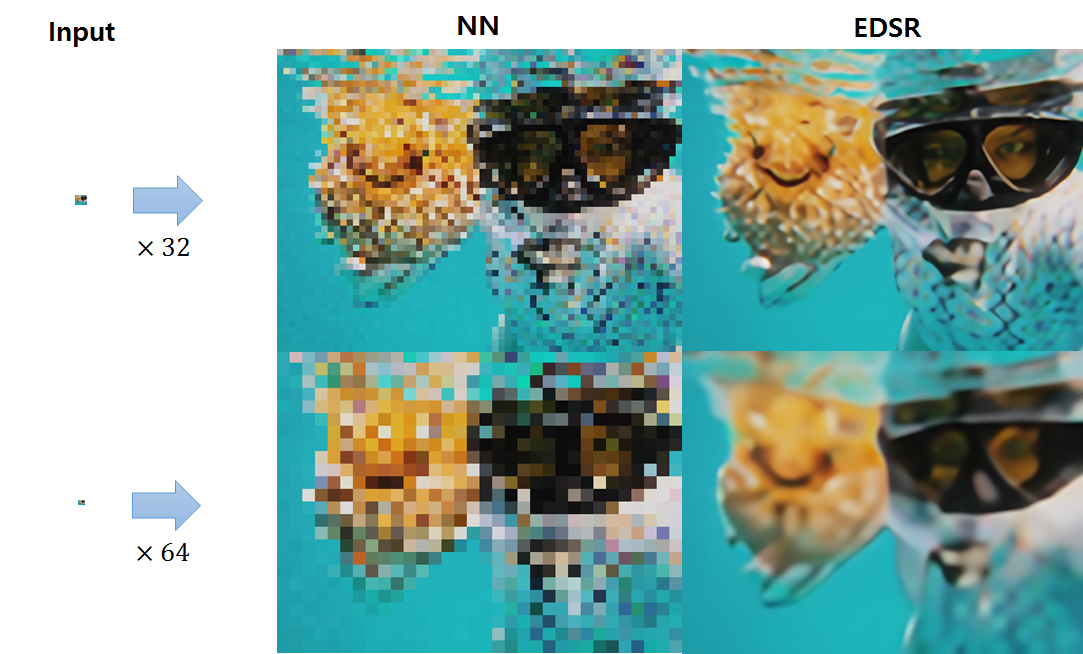 Input
NN
EDSR
× 32
× 64